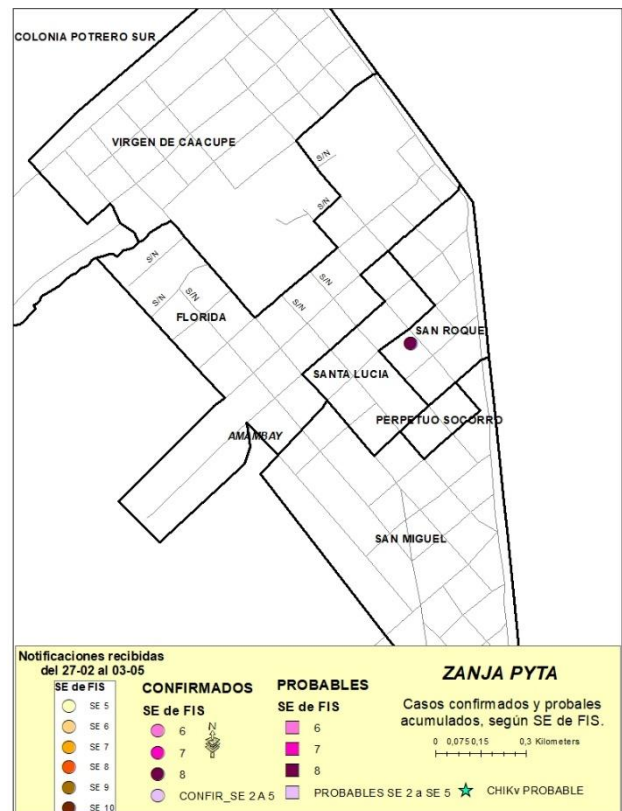 COLONIA POTRERO SUR
VIRGEN DE CAACUPE
S/N
S/N
S/N
S/N
S/N
S/N
FLORIDA
SAN ROQUE
SANTA LUCIA
PERPETUO SOCORRO
AMAMBAY
SAN MIGUEL
Notificaciones recibidas
del 27-02 al 03-05
SE de FIS
SE 5
SE 6
SE 7
SE 8
SE 9
SE 10
CONFIRMADOS
SE de FIS
6
7
8
CONFIR_SE 2 A 5
N
PROBABLES
SE de FIS
6
7
8
PROBABLES SE 2 a SE 5
ZANJA PYTA
Casos confirmados y probales
acumulados, según SE de FIS.
0 0,075 0,15 0,3 Kilometers
CHIKv PROBABLE